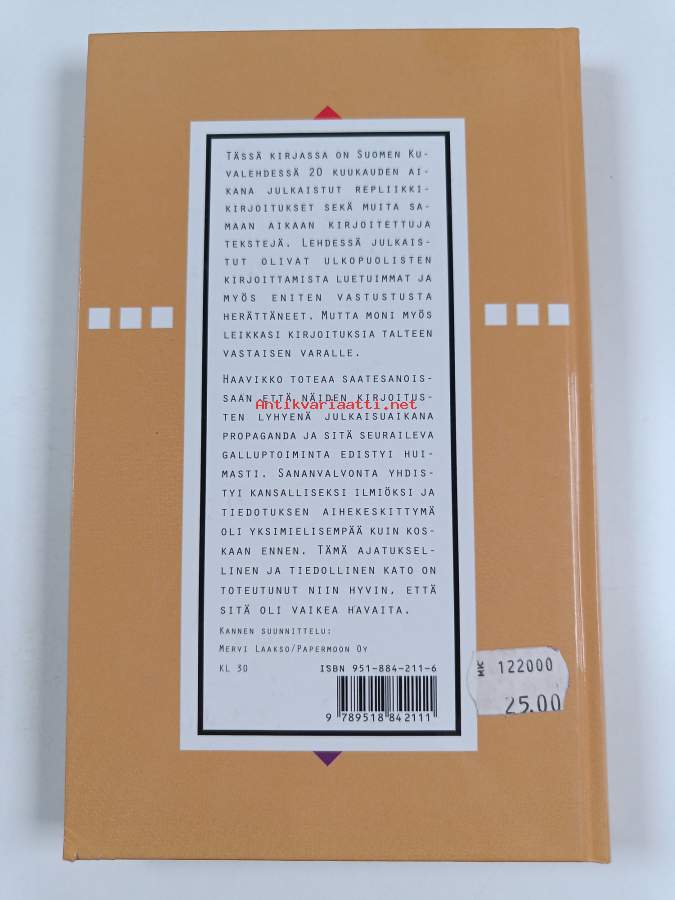 TÄSSÄ KIRJASSA ON SUOMEN KU-
VALEHDESSÄ 20 KUUKAUDEN AI-
KANA JULKAISTUT REPLIIKKI-
KIRJOITUKSET SEKÄ MUITA SA-
MAAN AIKAAN KIRJOITETTUJA
TEKSTEJÄ. LEHDESSÄ JULKAIS-
TUT OLIVAT ULKOPUOLISTEN
KIRJOITTAMISTA LUETUIMMAT JA
MYÖS ENITEN VASTUSTUSTA
HERÄTTÄNEET. MUTTA MONI MYÖS
LEIKKASI KIRJOITUKSIA TALTEEN
VASTAISEN VARALLE.
HAAVIKKO TOTEAA SAATESANOIS-
SAAN ETTÄ NÄIDEN KIRJOITUS-
Antikvariaatti.net
TEN LYHYENÄ JULKAISUAIKANA
PROPAGANDA JA SITÄ SEURAILEVA
GALLUPTOIMINTA EDISTYI HUI-
MASTI. SANANVALVONTA YHDIS-
TYI KANSALLISEKSI ILMIÖKSI JA
TIEDOTUKSEN AIHEKESKITTYMÄ
OLI YKSIMIELISEMPÄÄ KUIN KOS-
KAAN ENNEN. TÄMÄ AJATUKSEL-
LINEN JA TIEDOLLINEN KATO ON
TOTEUTUNUT NIIN HYVIN, ETTÄ
SITÄ OLI VAIKEA HAVAITA.
KANNEN SUUNNITTELU:
MERVI LAAKSO/PAPERMOON OY
KL 30 ISBN 951-884-211-6
9 789518 842111
MK 122000
25.00